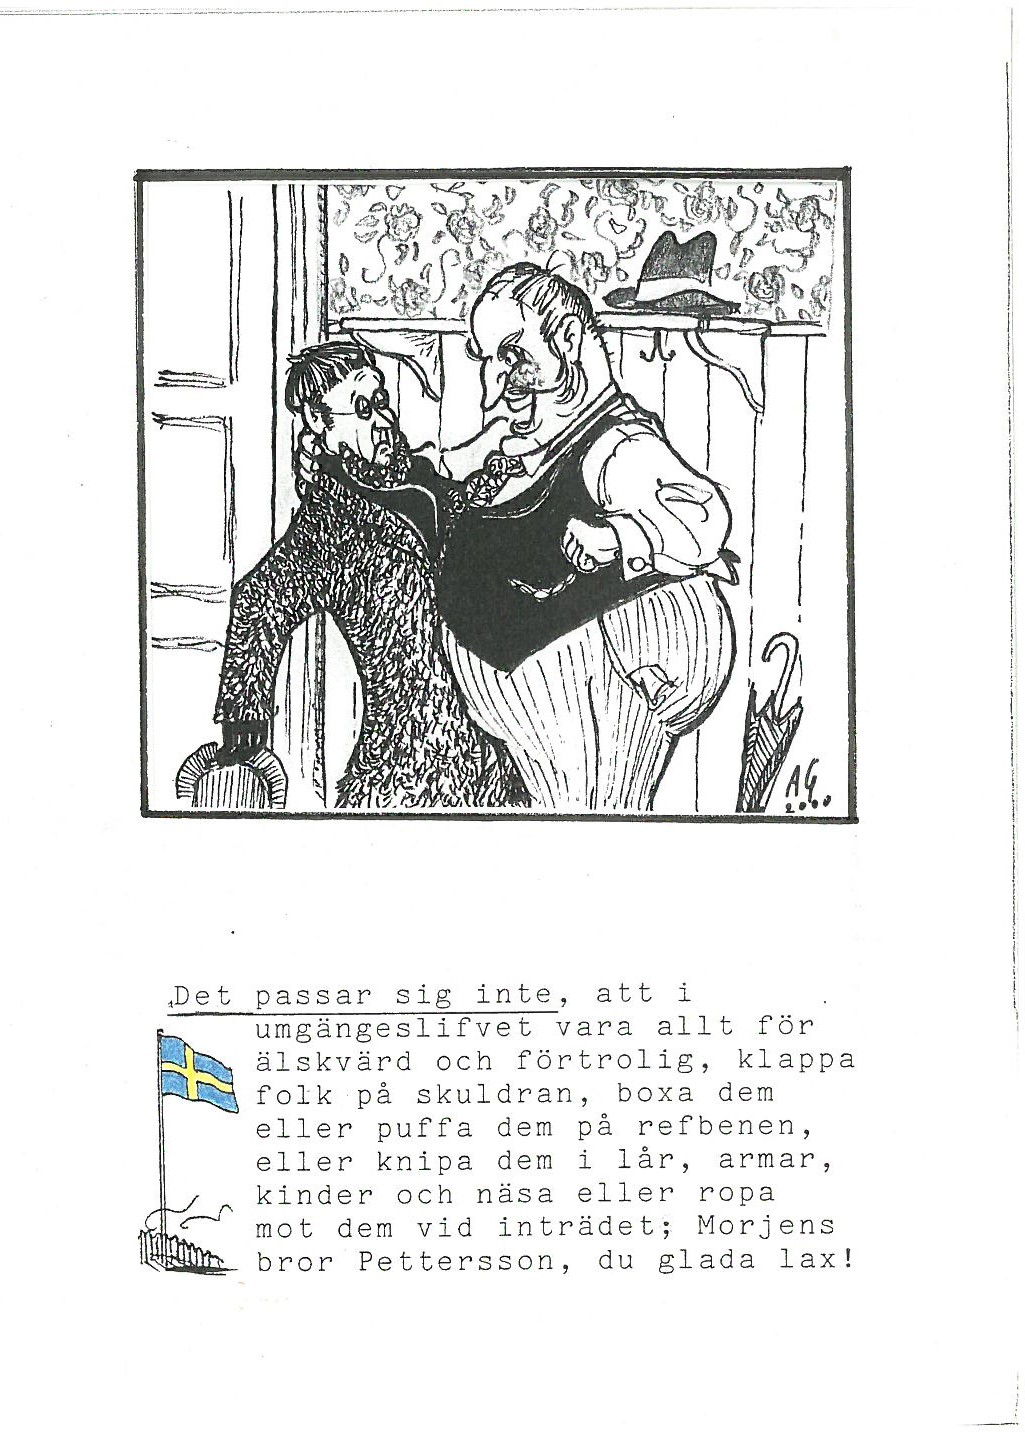 AG
2000
Det passar sig inte, att i
umgängeslifvet vara allt för
älskvärd och förtrolig, klappa
folk på skuldran, boxa dem
eller puffa dem på refbenen,
eller knipa dem i lår, armar,
kinder och näsa eller ropa
mot dem vid inträdet; Morjens
bror Pettersson, du glada lax!